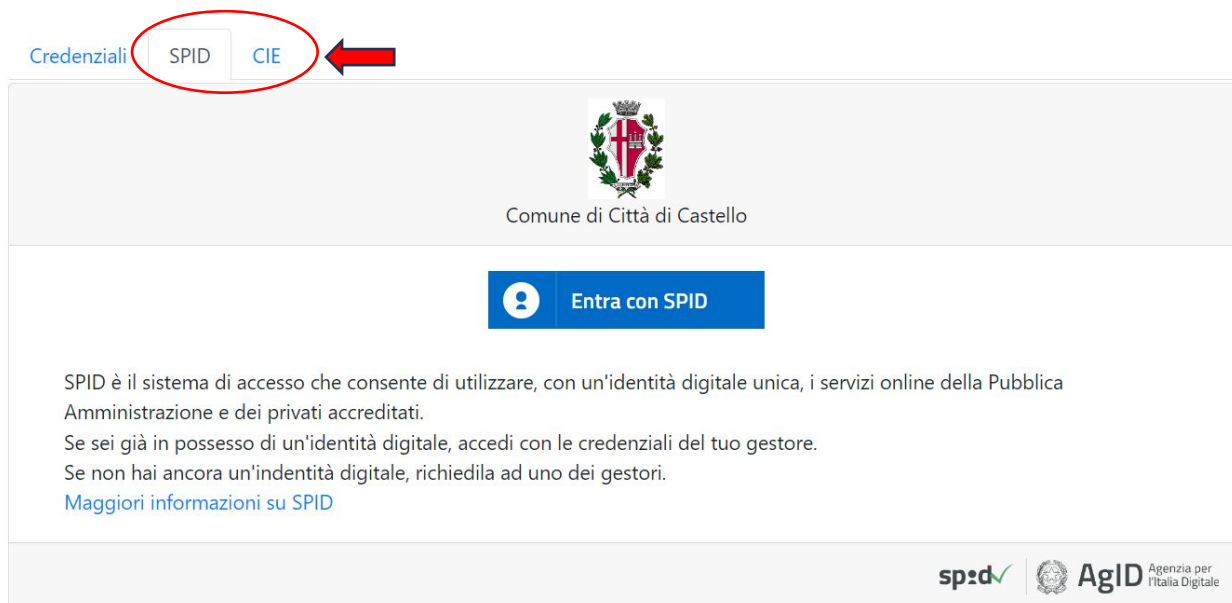 Credenziali SPID CIE
Comune di Città di Castello
Entra con SPID
SPID è il sistema di accesso che consente di utilizzare, con un'identità digitale unica, i servizi online della Pubblica
Amministrazione e dei privati accreditati.
Se sei già in possesso di un'identità digitale, accedi con le credenziali del tuo gestore.
Se non hai ancora un'indentità digitale, richiedila ad uno dei gestori.
Maggiori informazioni su SPID
sp:d AgID Agenzia per
l'Italia Digitale